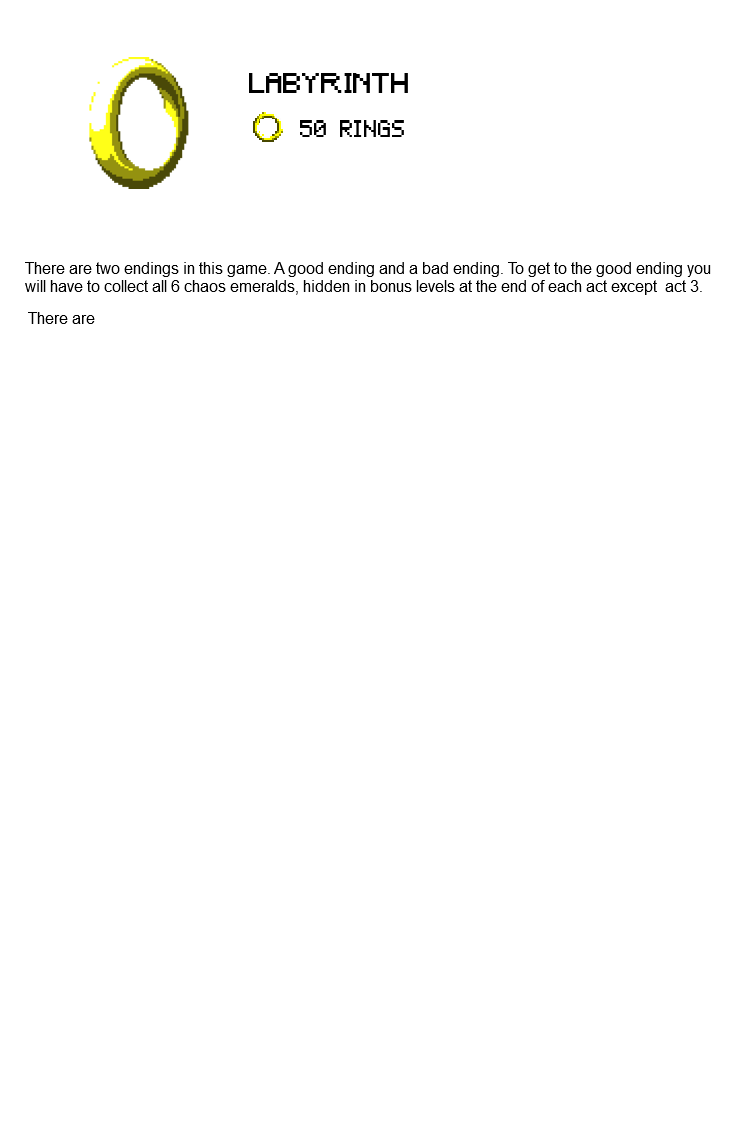 LABYRINTH
50 RINGS
There are two endings in this game. A good ending and a bad ending. To get to the good ending you
will have to collect all 6 chaos emeralds, hidden in bonus levels at the end of each act except  act 3.
There are